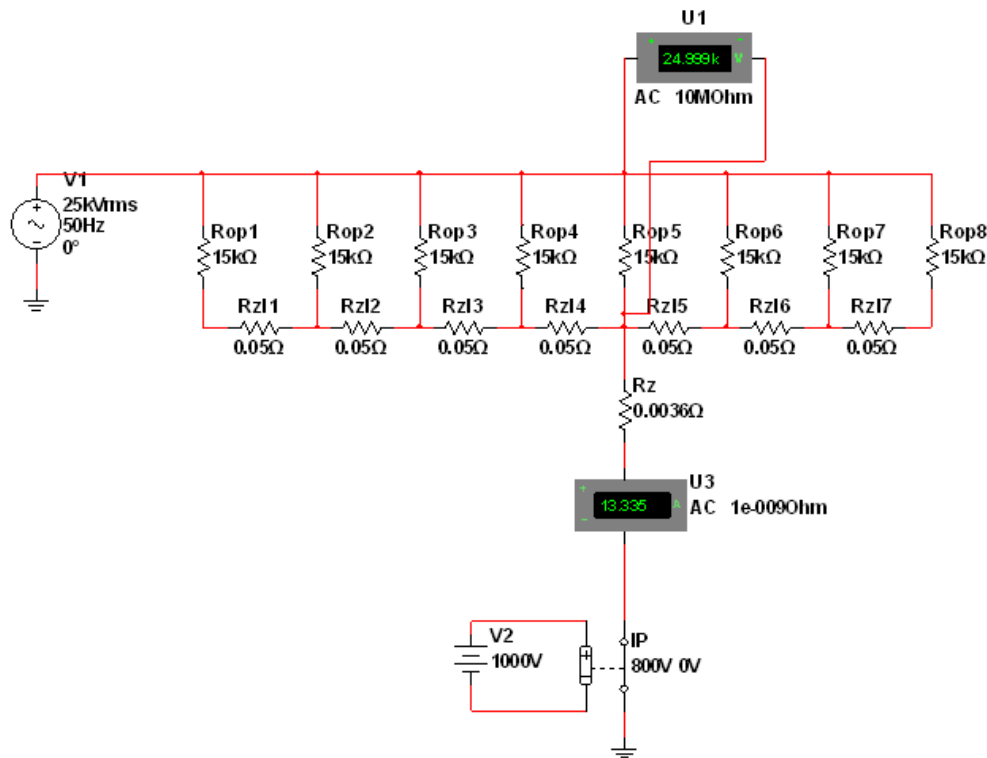 U1
24.999k V
AC 10MOhm
V1
25kVrms
50Hz
0°
Rop1 Rop2 Rop3 Rop4 Rop5 Rop6 Rop7 Rop8
15kΩ 15kΩ 15kΩ 15kΩ 15kΩ 15kΩ 15kΩ 15kΩ
Rzl1 Rzl2 Rzl3 Rzl4 Rzl5 Rzl6 Rzl7
0.05Ω 0.05Ω 0.05Ω 0.05Ω 0.05Ω 0.05Ω 0.05Ω
Rz
0.0036Ω
U3
13.335 A
AC 1e-009Ohm
V2
1000V
IP
800V 0V